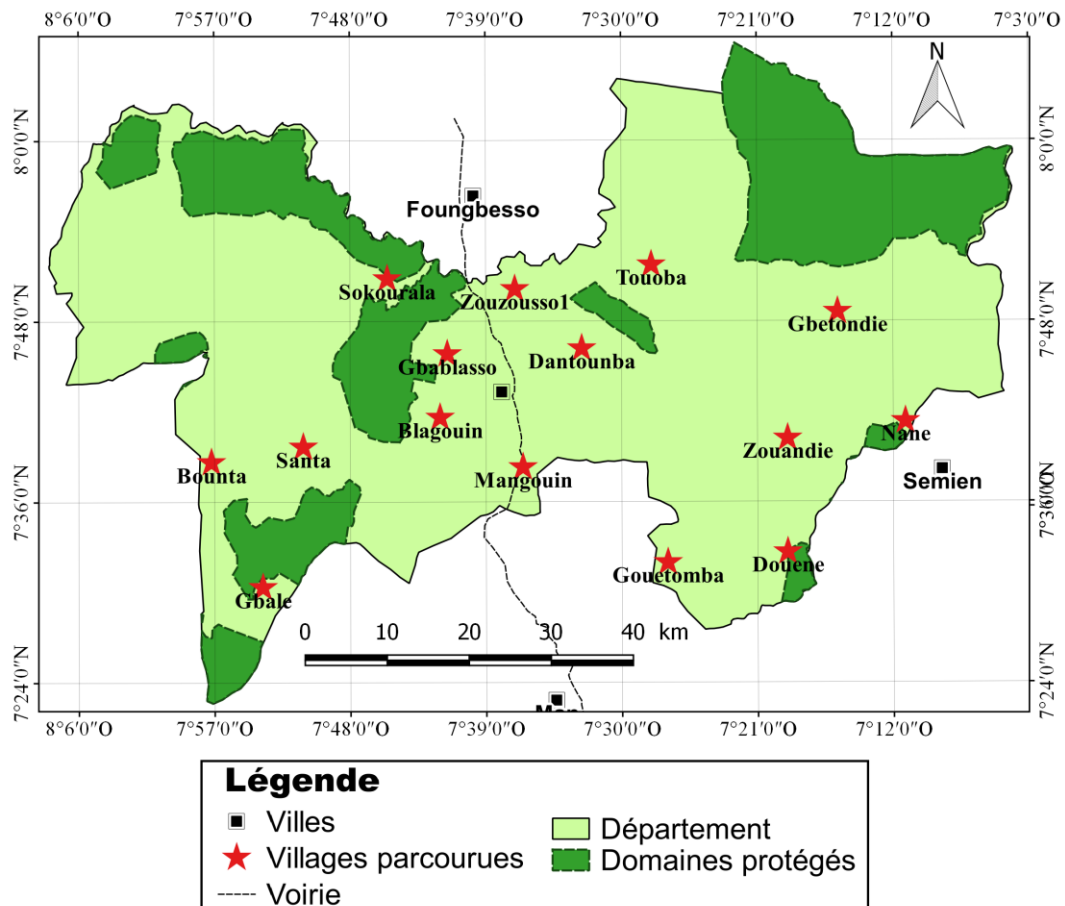 8°6'0"O 7°57'0"O 7°48'0"O 7°39'0"O 7°30'0"O 7°21'0"O 7°12'0"O 7°3'0"O
N
8°0'0"N 8°0'0"N
Foungbesso
Touoba
Sokourala
Zouzousso1
7°48'0"N 7°48'0"N
Gbetondie
Dantounba
Gbablasso
Blagouin
Nane
Zouandie
Santa
Bounta
Mangouin
Semien
7°36'0"N
Douene
Gouetomba
Gbale
0 10 20 30 40 km
7°24'0"N 7°24'0"N
8°6'0"O 7°57'0"O 7°48'0"O 7°39'0"O 7°30'0"O 7°21'0"O 7°12'0"O
Légende
Villes
Villages parcourues
Voirie
Département
Domaines protégés